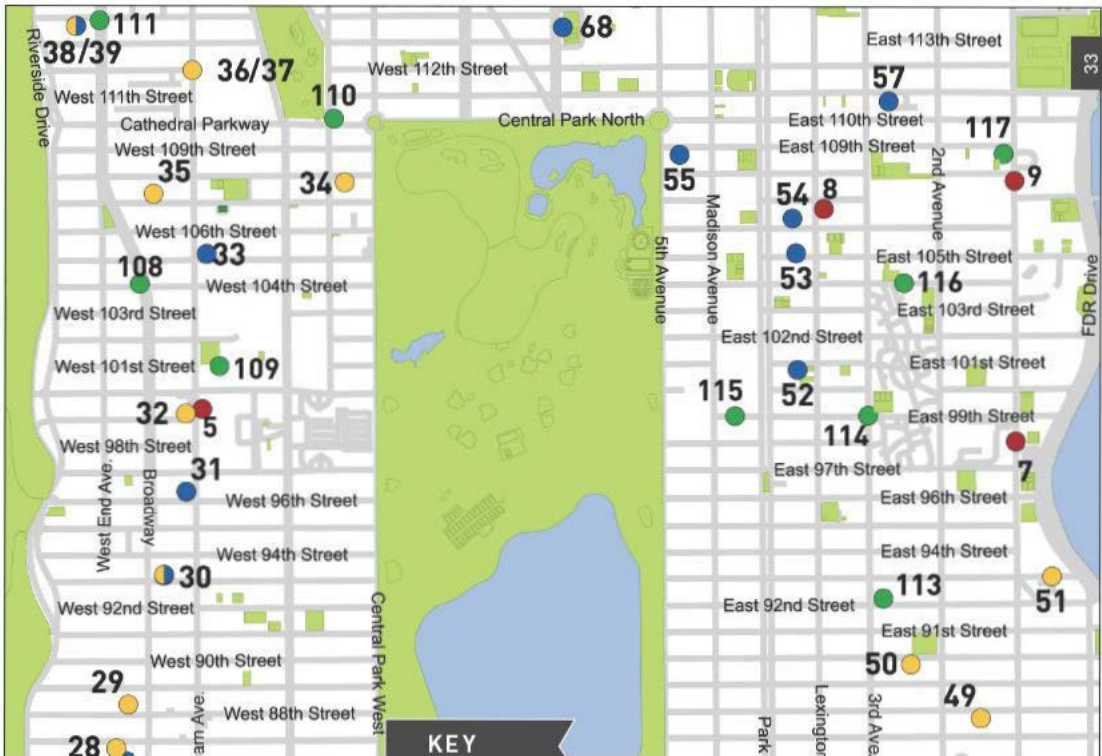 111
68
38/39
East 113th Street
33
Riverside Drive
36/37
West 112th Street
57
West 111th Street
110
Cathedral Parkway
Central Park North
East 110th Street
117
West 109th Street
East 109th Street
35
34
55
54
8
2nd Avenue
9
Madison Avenue
West 106th Street
33
5th Avenue
53
East 105th Street
108
West 104th Street
116
FDR Drive
West 103rd Street
East 103rd Street
East 102nd Street
West 101st Street
109
East 101st Street
52
115
32
5
114
East 99th Street
West 98th Street
31
East 97th Street
7
West End Ave.
Broadway
West 96th Street
East 96th Street
West 94th Street
East 94th Street
30
113
51
West 92nd Street
East 92nd Street
Central Park West
East 91st Street
West 90th Street
50
29
49
West 88th Street
am Ave.
Park
Lexington
3rd Ave.
28
KEY